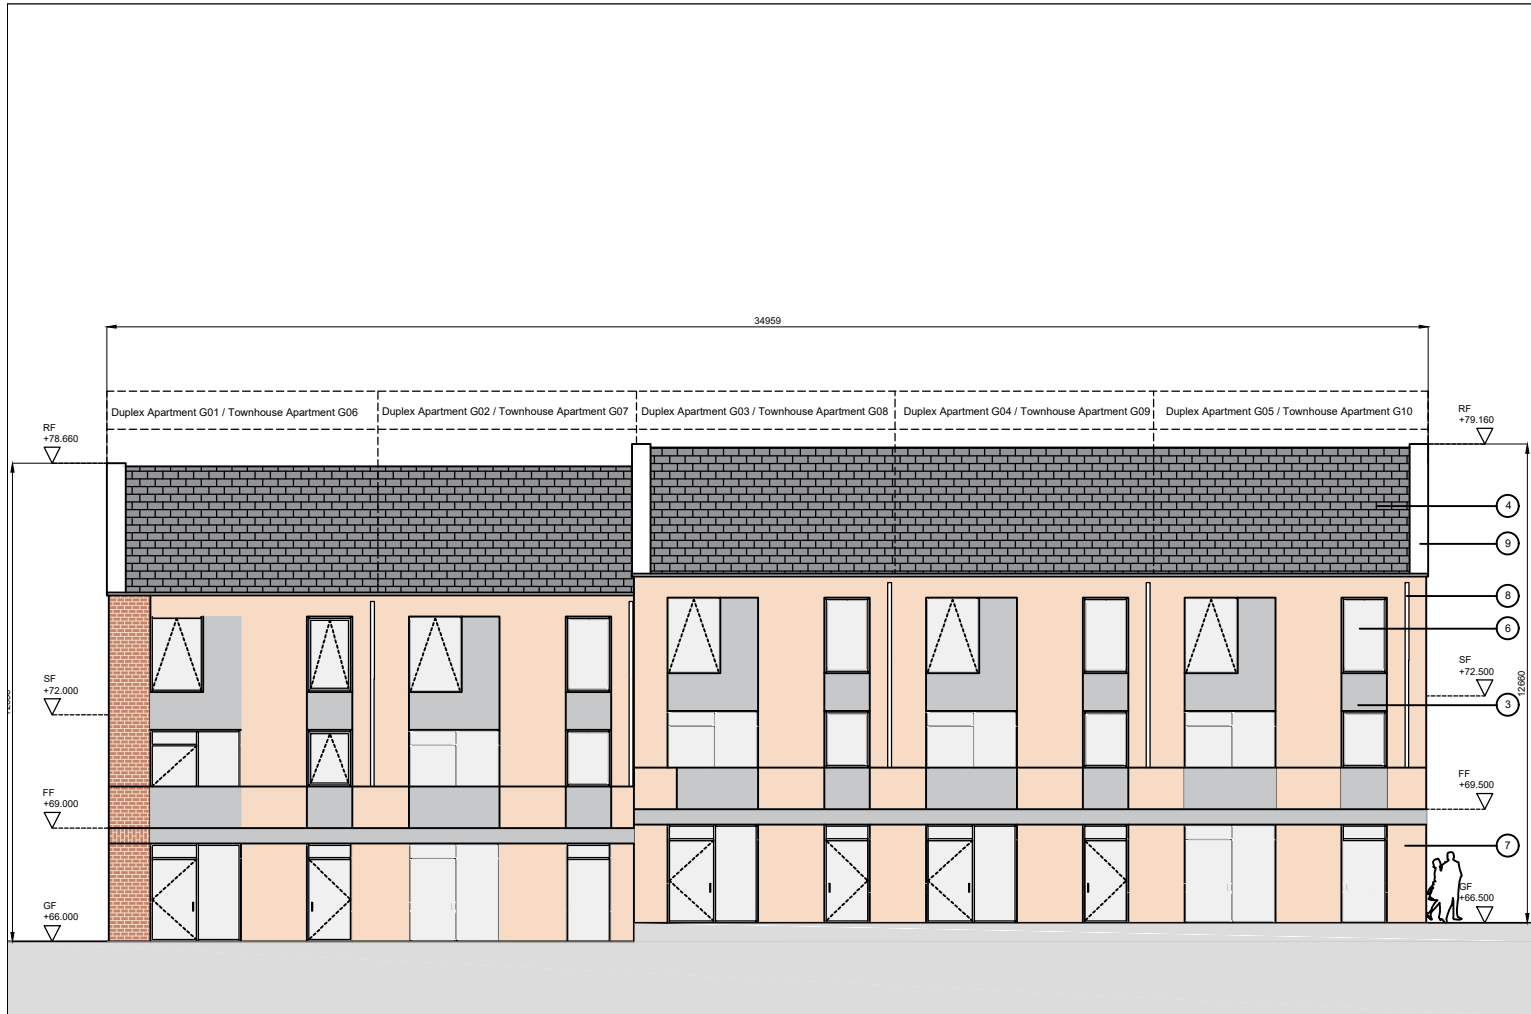 34959
Duplex Apartment G01 / Townhouse Apartment G06
Duplex Apartment G02 / Townhouse Apartment G07
Duplex Apartment G03 / Townhouse Apartment G08
Duplex Apartment G04 / Townhouse Apartment G09
Duplex Apartment G05 / Townhouse Apartment G10
RF
+78.660
RF
+79.160
4
9
8
6
SF
+72.000
SF
+72.500
12660
3
FF
+69.000
FF
+69.500
7
GF
+66.000
GF
+66.500